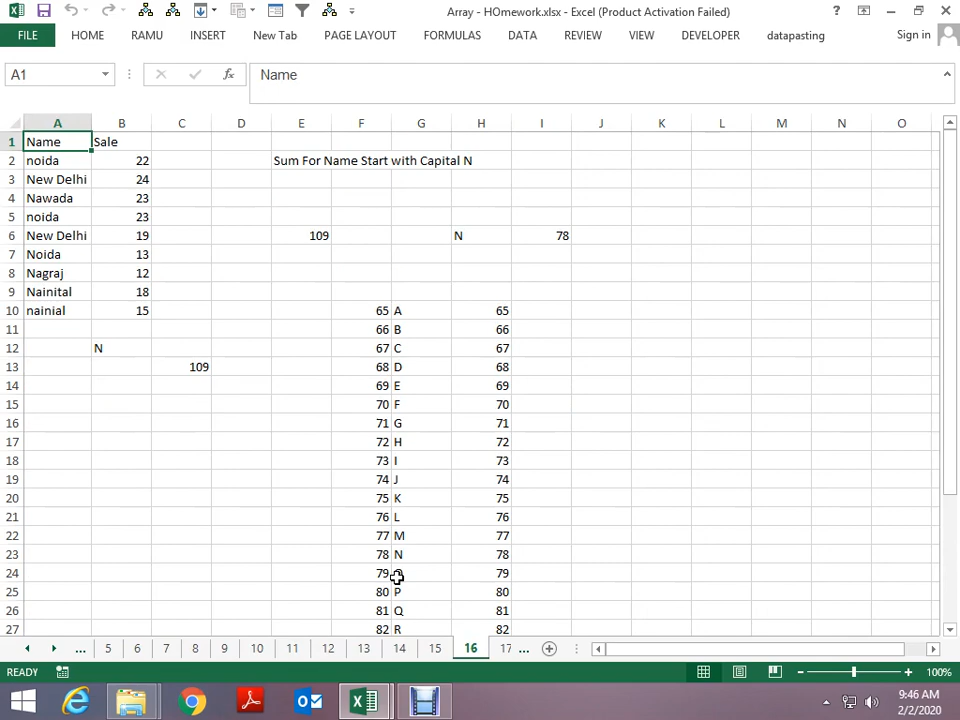 Array - HOmework.xlsx - Excel (Product Activation Failed)
?
FILE HOME RAMU INSERT New Tab PAGE LAYOUT FORMULAS DATA REVIEW VIEW DEVELOPER datapasting Sign in
A1 fx Name
A B C D E F G H I J K L M N O
1 Name Sale
2 noida 22 Sum For Name Start with Capital N
3 New Delhi 24
4 Nawada 23
5 noida 23
6 New Delhi 19 109 N 78
7 Noida 13
8 Nagraj 12
9 Nainital 18
10 nainial 15 65 A 65
11 66 B 66
12 N 67 C 67
13 109 68 D 68
14 69 E 69
15 70 F 70
16 71 G 71
17 72 H 72
18 73 I 73
19 74 J 74
20 75 K 75
21 76 L 76
22 77 M 77
23 78 N 78
24 79 79
25 80 P 80
26 81 Q 81
27 82 R 82
... 5 6 7 8 9 10 11 12 13 14 15 16 17 ...
READY 100%
9:46 AM
2/2/2020